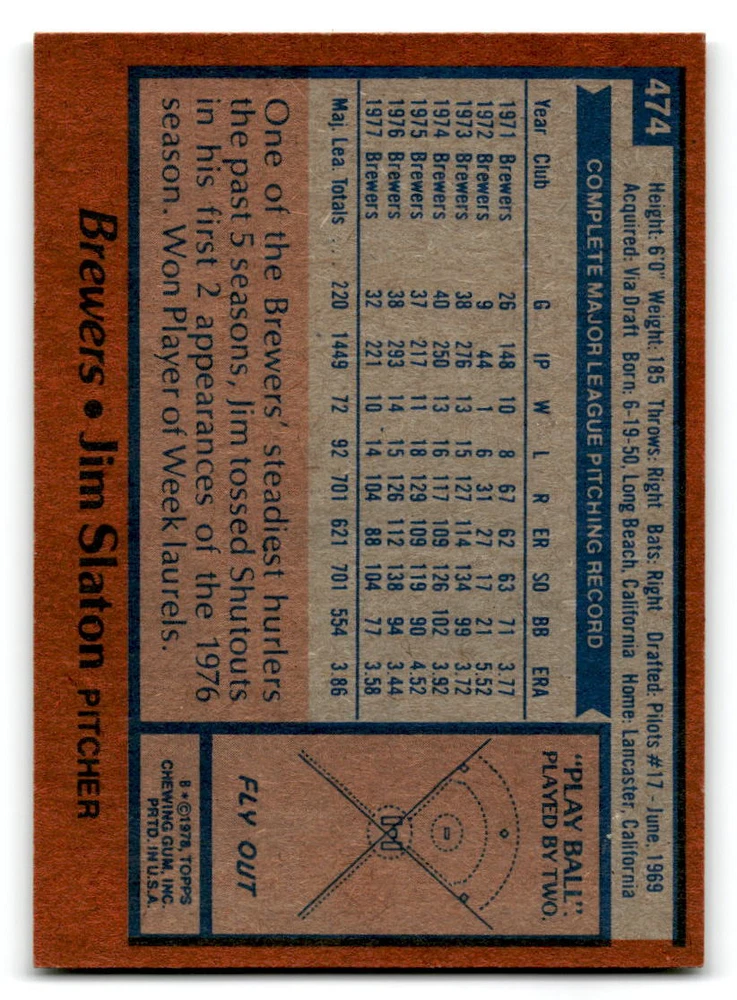 474
Height: 6'0" Weight: 185 Throws: Right Bats: Right Drafted: Pilots #17 - June, 1969
Acquired: Via Draft Born: 6-19-50, Long Beach, California Home: Lancaster, California
COMPLETE MAJOR LEAGUE PITCHING RECORD
Year Club G IP W L R ER SO BB ERA
1971 Brewers 26 148 10 8 67 62 63 71 3.77
1972 Brewers 9 44 1 6 31 27 17 21 5.52
1973 Brewers 38 276 13 15 127 114 134 99 3.72
1974 Brewers 40 250 13 16 117 109 126 102 3.92
1975 Brewers 37 217 11 18 129 109 119 90 4.52
1976 Brewers 38 293 14 15 126 112 138 94 3.44
1977 Brewers 32 221 10 14 104 88 104 77 3.58
Maj. Lea. Totals ... 220 1449 72 92 701 621 701 554 3.86
One of the Brewers' steadiest hurlers
the past 5 seasons, Jim tossed Shutouts
in his first 2 appearances of the 1976
season. Won Player of Week laurels.
"PLAY BALL".
PLAYED BY TWO.
FLY OUT
B*©1978, TOPPS
CHEWING GUM, INC.
PRTD. IN U.S.A.
Brewers • Jim Slaton PITCHER